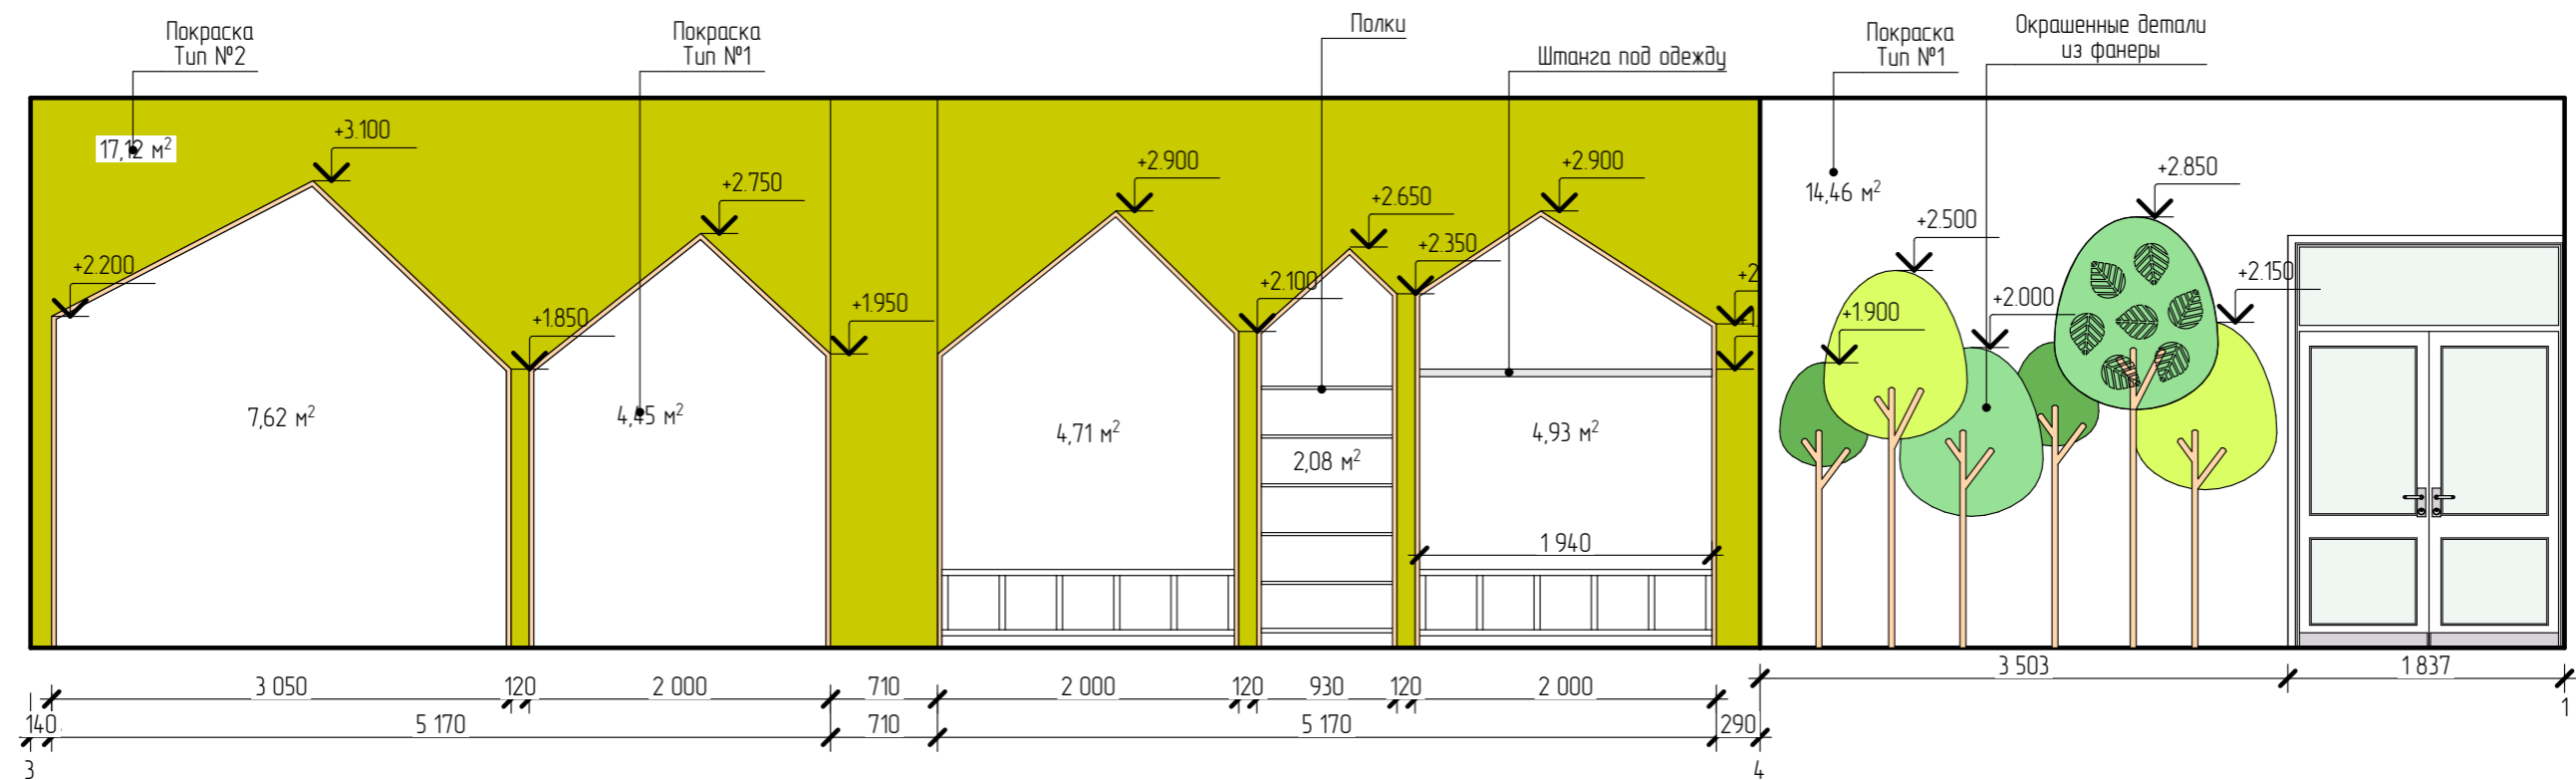 Покраска
Тип №2
Покраска
Тип №1
Полки
Штанга под одежду
Покраска
Тип №1
Окрашенные детали
из фанеры
17,12 м²
+3.100
+2.750
+2.900
+2.900
+2.850
+2.650
14,46 м²
+2.500
+2.200
+2.350
+2.100
+2
+2.150
+1.850
+1.950
+1.900
+2.000
7,62 м²
4,45 м²
4,71 м²
4,93 м²
2,08 м²
1 940
3 503
1 837
3 050
120
2 000
710
2 000
120
930
120
2 000
140
5 170
710
5 170
290
3
4
1